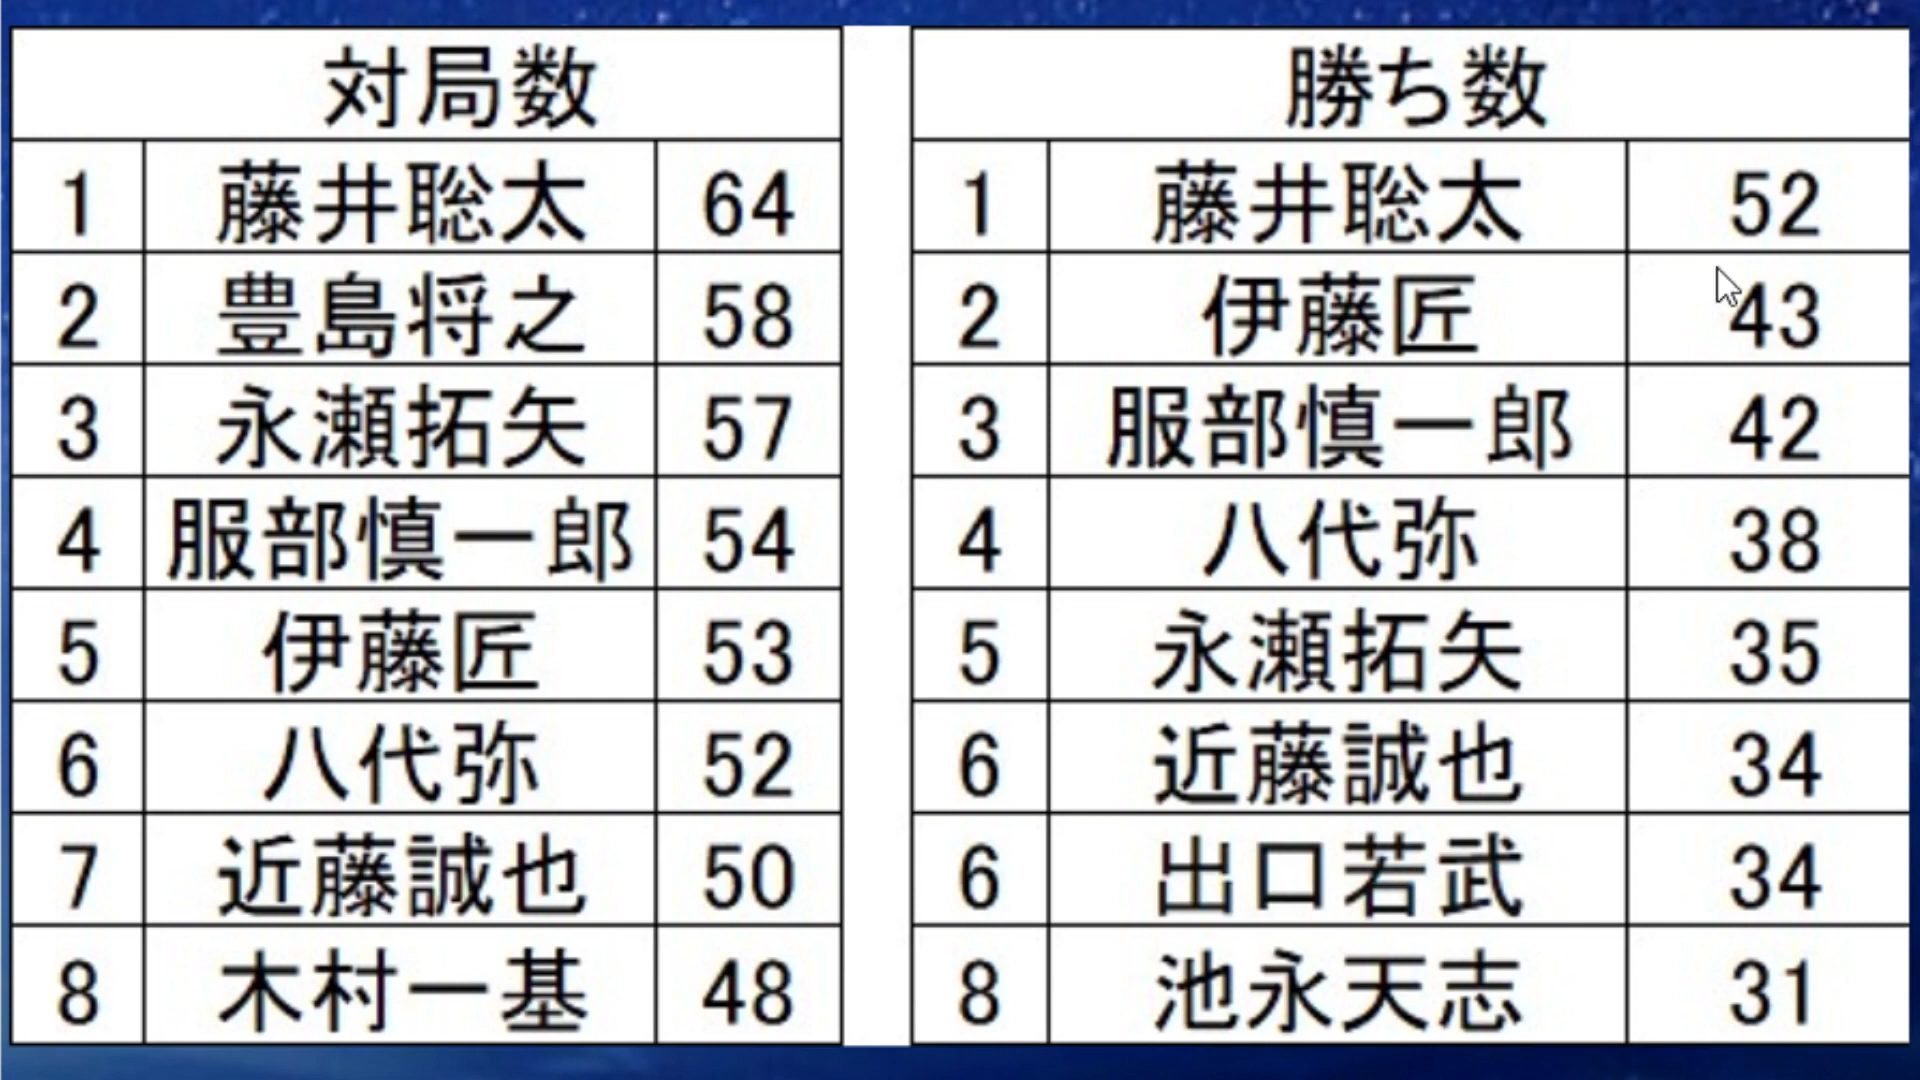 対局数
1 藤井聡太 64
2 豊島将之 58
3 永瀬拓矢 57
4 服部慎一郎 54
5 伊藤匠 53
6 八代弥 52
7 近藤誠也 50
8 木村一基 48
勝ち数
1 藤井聡太 52
2 伊藤匠 43
3 服部慎一郎 42
4 八代弥 38
5 永瀬拓矢 35
6 近藤誠也 34
6 出口若武 34
8 池永天志 31